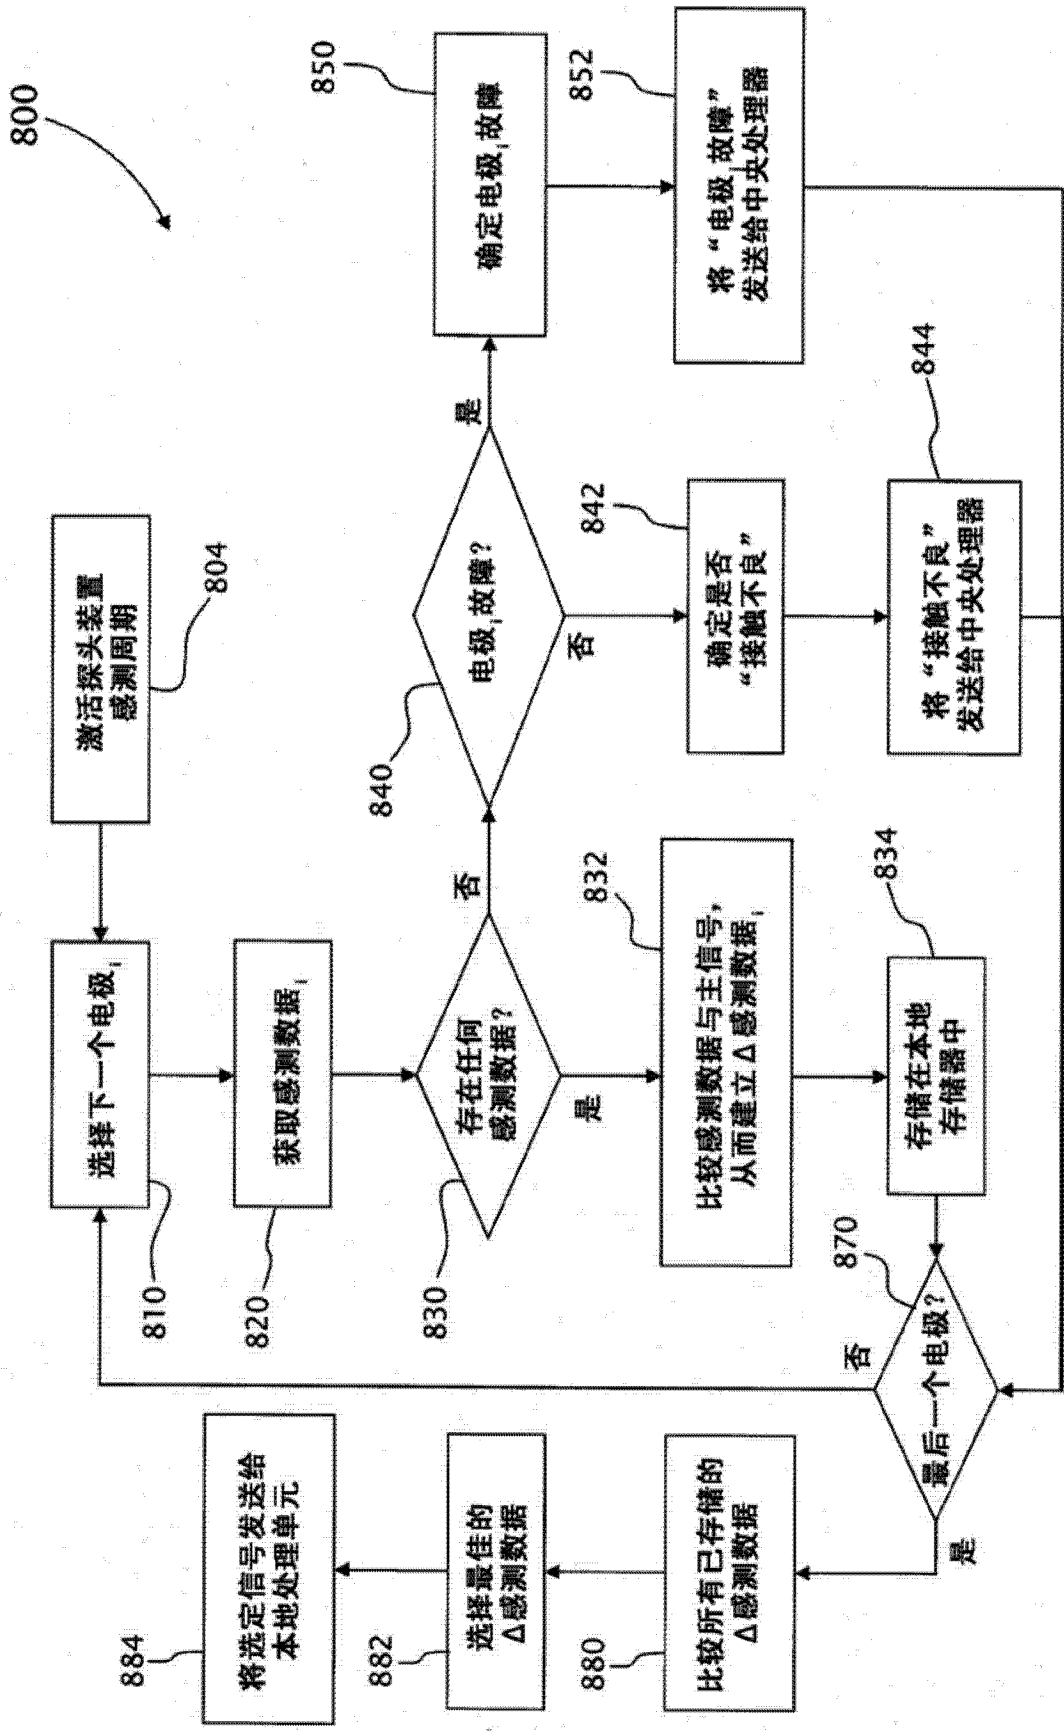 800
激活探头装置
感测周期
804
选择下一个电极i
810
获取感测数据i
820
存在任何
感测数据?
830
否
是
电极i故障?
840
是
否
确定电极i故障
850
将“电极i故障”
发送给中央处理器
852
确定是否
“接触不良”
842
将“接触不良”
发送给中央处理器
844
比较感测数据与主信号,
从而建立Δ感测数据i
832
存储在本地
存储器中
834
最后一个电极?
870
否
是
比较所有已存储的
Δ感测数据
880
选择最佳的
Δ感测数据
882
将选定信号发送给
本地处理单元
884